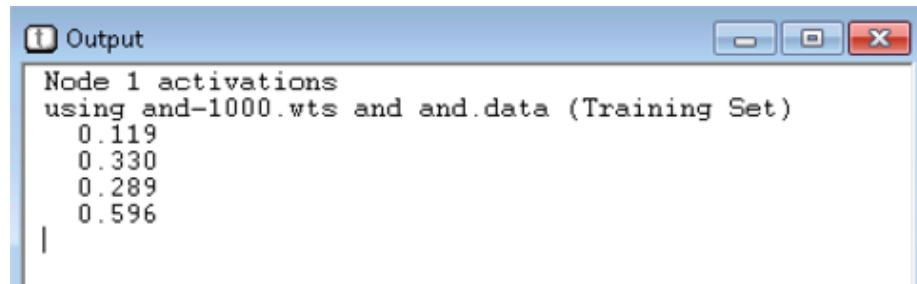 Output
Node 1 activations
using and-1000.wts and and.data (Training Set)
0.119
0.330
0.289
0.596